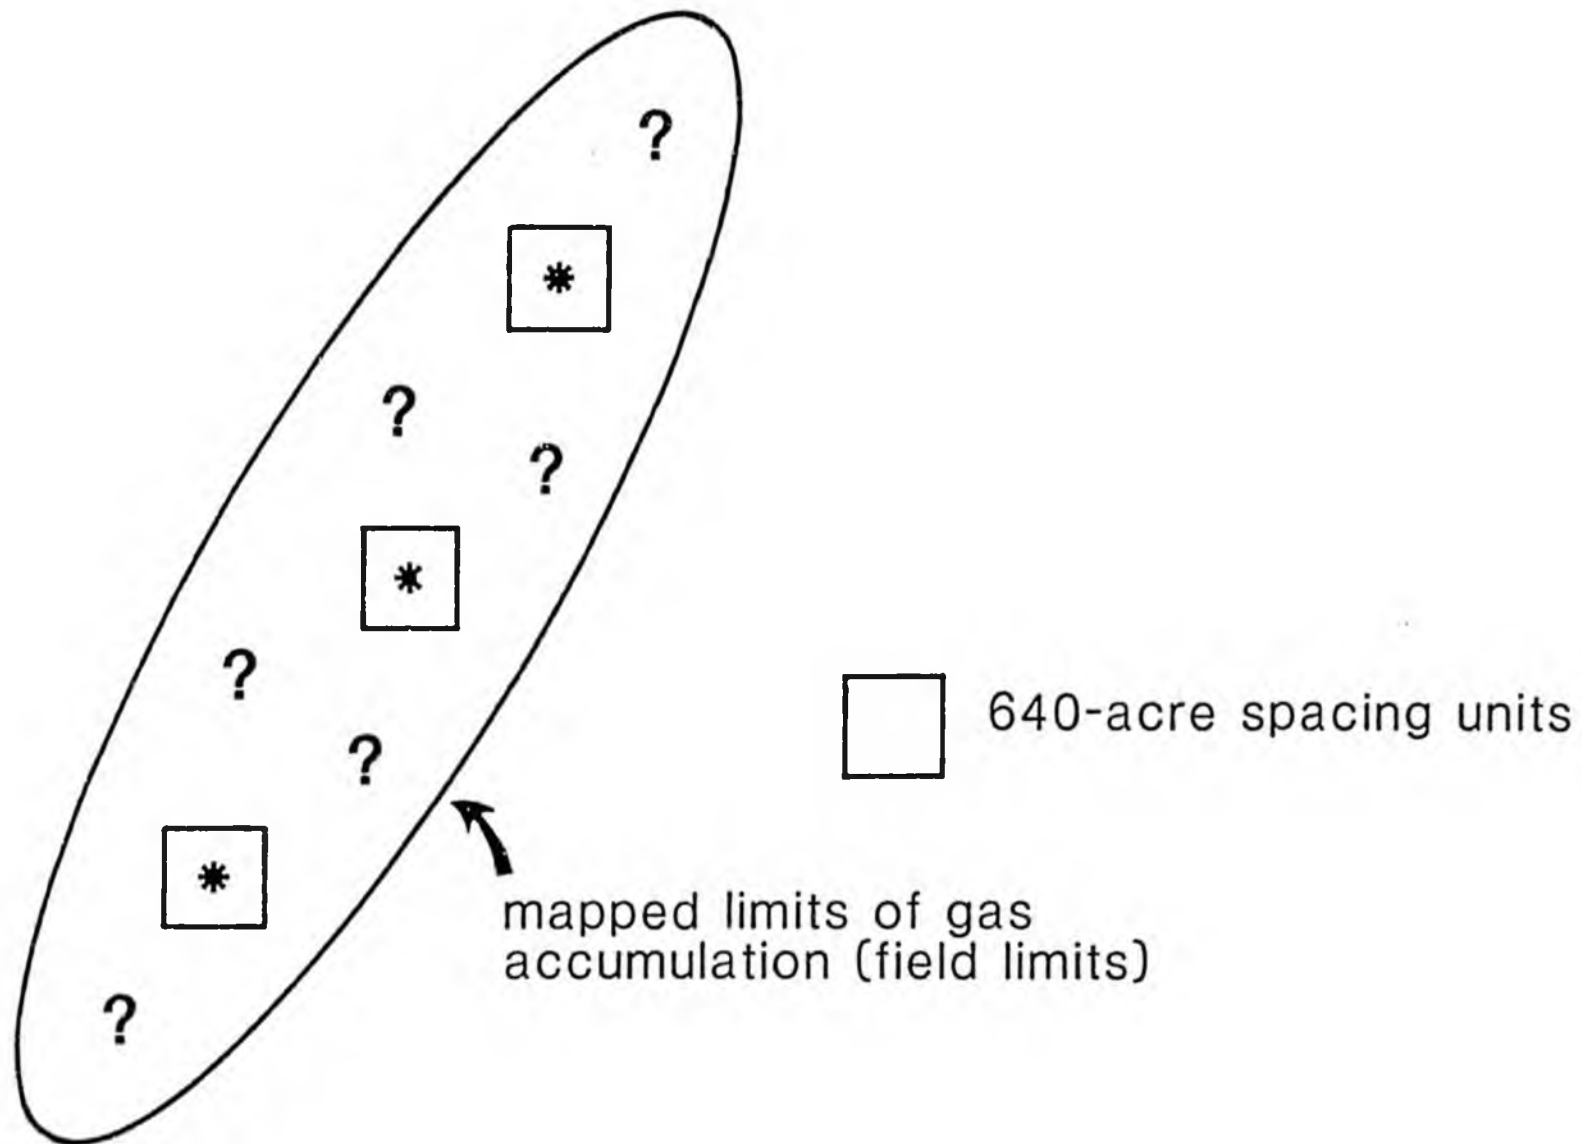 ?
?
?
?
?
?
640-acre spacing units
mapped limits of gas
accumulation (field limits)